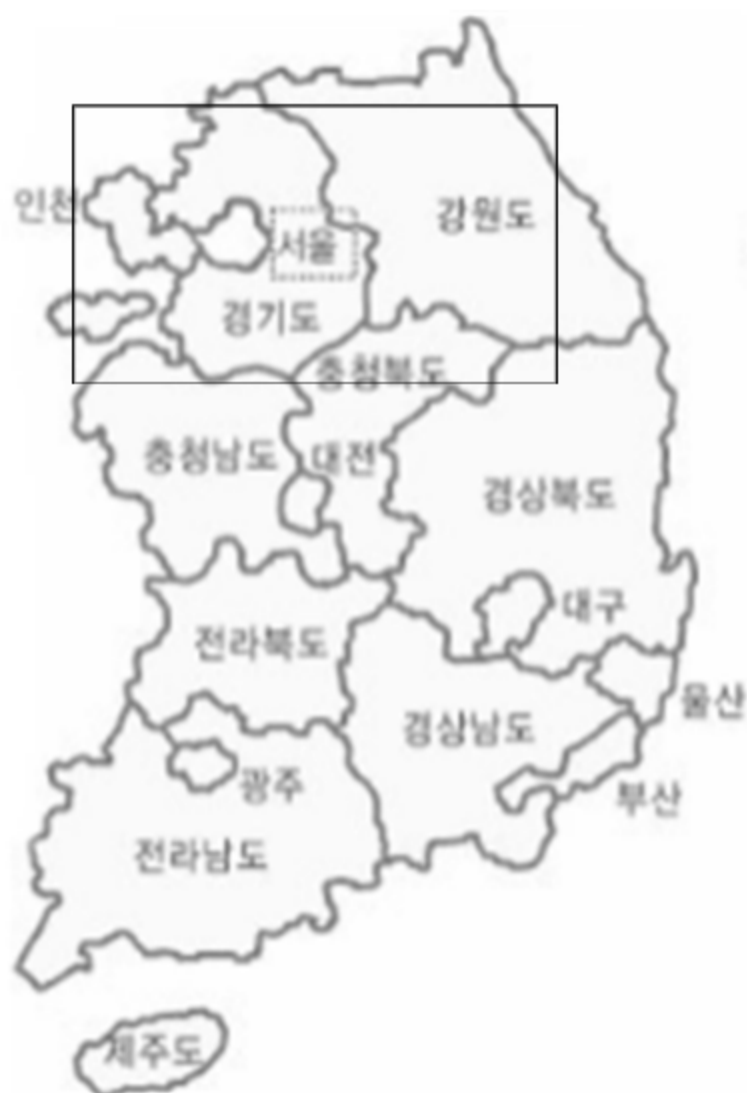 인천
강원도
서울
경기도
충청북도
충청남도
대전
경상북도
대구
전라북도
울산
경상남도
광주
부산
전라남도
제주도